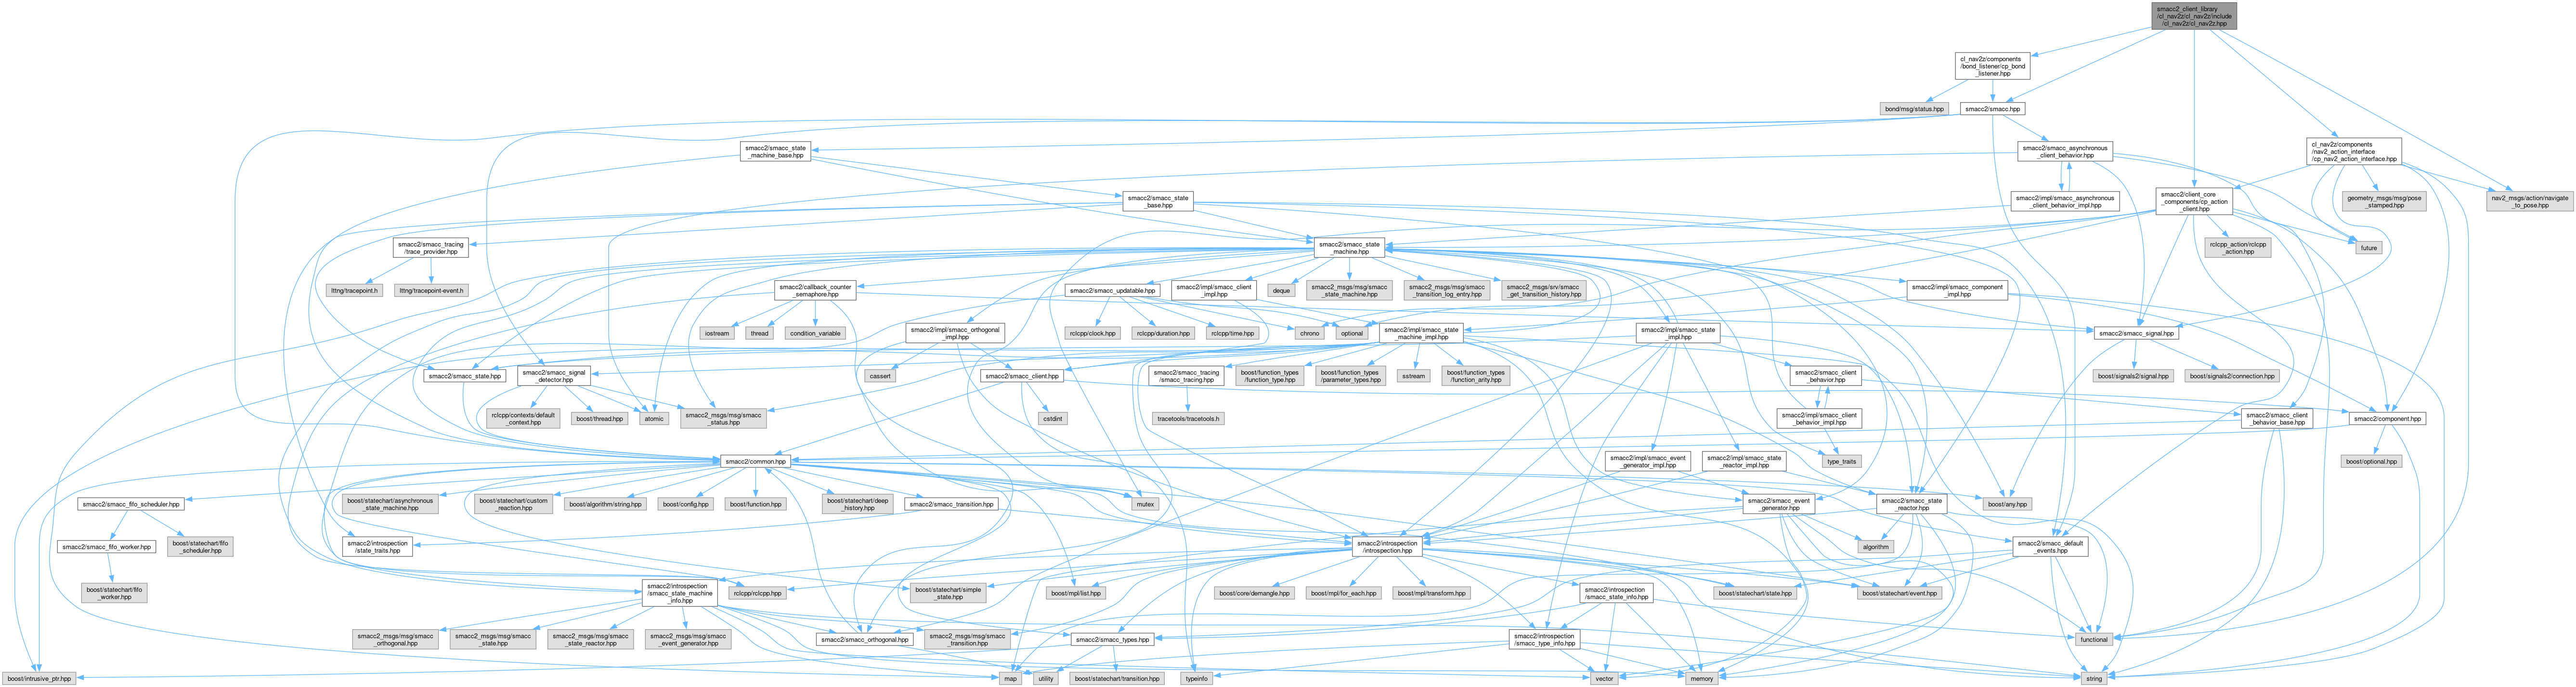 smacc2_client_library
/cl_nav2z/cl_nav2z/include
/cl_nav2z/cl_nav2z.hpp
cl_nav2z/components
/bond_listener/cp_bond
_listener.hpp
bond/msg/status.hpp
smacc2/smacc.hpp
smacc2/smacc_state
_machine_base.hpp
smacc2/smacc_asynchronous
_client_behavior.hpp
cl_nav2z/components
/nav2_action_interface
/cp_nav2_action_interface.hpp
smacc2/smacc_state
_base.hpp
smacc2/impl/smacc_asynchronous
_client_behavior_impl.hpp
smacc2/client_core
_components/cp_action
_client.hpp
geometry_msgs/msg/pose
_stamped.hpp
nav2_msgs/action/navigate
_to_pose.hpp
smacc2/smacc_tracing
/trace_provider.hpp
smacc2/smacc_state
_machine.hpp
rclcpp_action/rclcpp
_action.hpp
future
lttng/tracepoint.h
lttng/tracepoint-event.h
smacc2/callback_counter
_semaphore.hpp
smacc2/smacc_updatable.hpp
smacc2/impl/smacc_client
_impl.hpp
deque
smacc2_msgs/msg/smacc
_state_machine.hpp
smacc2_msgs/msg/smacc
_transition_log_entry.hpp
smacc2_msgs/srv/smacc
_get_transition_history.hpp
smacc2/impl/smacc_component
_impl.hpp
iostream
thread
condition_variable
smacc2/impl/smacc_orthogonal
_impl.hpp
rclcpp/clock.hpp
rclcpp/duration.hpp
rclcpp/time.hpp
chrono
optional
smacc2/impl/smacc_state
_machine_impl.hpp
smacc2/impl/smacc_state
_impl.hpp
smacc2/smacc_signal.hpp
smacc2/smacc_state.hpp
smacc2/smacc_signal
_detector.hpp
cassert
smacc2/smacc_client.hpp
smacc2/smacc_tracing
/smacc_tracing.hpp
boost/function_types
/function_type.hpp
boost/function_types
/parameter_types.hpp
sstream
boost/function_types
/function_arity.hpp
smacc2/smacc_client
_behavior.hpp
boost/signals2/signal.hpp
boost/signals2/connection.hpp
rclcpp/contexts/default
_context.hpp
boost/thread.hpp
atomic
smacc2_msgs/msg/smacc
_status.hpp
cstdint
tracetools/tracetools.h
smacc2/impl/smacc_client
_behavior_impl.hpp
smacc2/smacc_client
_behavior_base.hpp
smacc2/component.hpp
smacc2/common.hpp
smacc2/impl/smacc_event
_generator_impl.hpp
smacc2/impl/smacc_state
_reactor_impl.hpp
type_traits
boost/optional.hpp
smacc2/smacc_fifo_scheduler.hpp
boost/statechart/asynchronous
_state_machine.hpp
boost/statechart/custom
_reaction.hpp
boost/algorithm/string.hpp
boost/config.hpp
boost/function.hpp
boost/statechart/deep
_history.hpp
smacc2/smacc_transition.hpp
mutex
smacc2/smacc_event
_generator.hpp
smacc2/smacc_state
_reactor.hpp
boost/any.hpp
smacc2/smacc_fifo_worker.hpp
boost/statechart/fifo
_scheduler.hpp
smacc2/introspection
/state_traits.hpp
smacc2/introspection
/introspection.hpp
algorithm
smacc2/smacc_default
_events.hpp
boost/statechart/fifo
_worker.hpp
smacc2/introspection
/smacc_state_machine
_info.hpp
rclcpp/rclcpp.hpp
boost/statechart/simple
_state.hpp
boost/mpl/list.hpp
boost/core/demangle.hpp
boost/mpl/for_each.hpp
boost/mpl/transform.hpp
smacc2/introspection
/smacc_state_info.hpp
boost/statechart/state.hpp
boost/statechart/event.hpp
smacc2_msgs/msg/smacc
_orthogonal.hpp
smacc2_msgs/msg/smacc
_state.hpp
smacc2_msgs/msg/smacc
_state_reactor.hpp
smacc2_msgs/msg/smacc
_event_generator.hpp
smacc2/smacc_orthogonal.hpp
smacc2_msgs/msg/smacc
_transition.hpp
smacc2/smacc_types.hpp
smacc2/introspection
/smacc_type_info.hpp
functional
boost/intrusive_ptr.hpp
map
utility
boost/statechart/transition.hpp
typeinfo
vector
memory
string